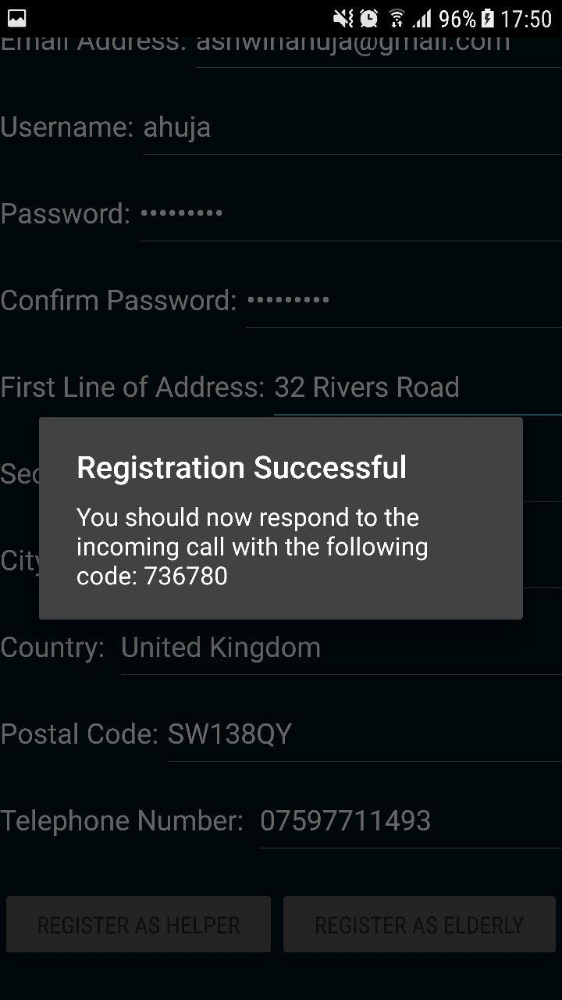 96% 17:50
Email Address: ashwinahuja@gmail.com
Username: ahuja
Password: •••••••••
Confirm Password: •••••••••
First Line of Address: 32 Rivers Road
Sec
City
Registration Successful
You should now respond to the
incoming call with the following
code: 736780
Country: United Kingdom
Postal Code: SW138QY
Telephone Number: 07597711493
REGISTER AS HELPER REGISTER AS ELDERLY